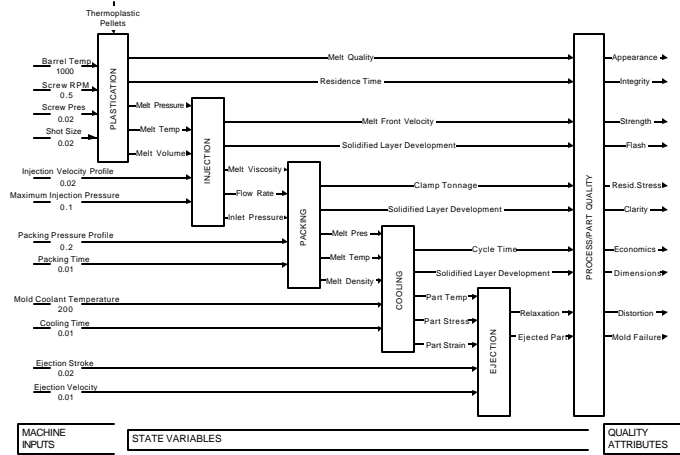 Thermoplastic
Pellets
Barrel Temp
1000
Screw RPM
0.5
Screw Pres
0.02
Shot Size
0.02
PLASTICATION
Melt Quality
Residence Time
Melt Pressure
Melt Temp
Melt Volume
Injection Velocity Profile
0.02
Maximum Injection Pressure
0.1
INJECTION
Melt Front Velocity
Solidified Layer Development
Melt Viscosity
Flow Rate
Inlet Pressure
Packing Pressure Profile
0.2
Packing Time
0.01
PACKING
Clamp Tonnage
Solidified Layer Development
Melt Pres
Melt Temp
Melt Density
Mold Coolant Temperature
200
Cooling Time
0.01
COOLING
Cycle Time
Solidified Layer Development
Part Temp
Part Stress
Part Strain
Ejection Stroke
0.02
Ejection Velocity
0.01
EJECTION
Relaxation
Ejected Part
PROCESS/PART QUALITY
Appearance
Integrity
Strength
Flash
Resid.Stress
Clarity
Economics
Dimensions
Distortion
Mold Failure
MACHINE
INPUTS
STATE VARIABLES
QUALITY
ATTRIBUTES